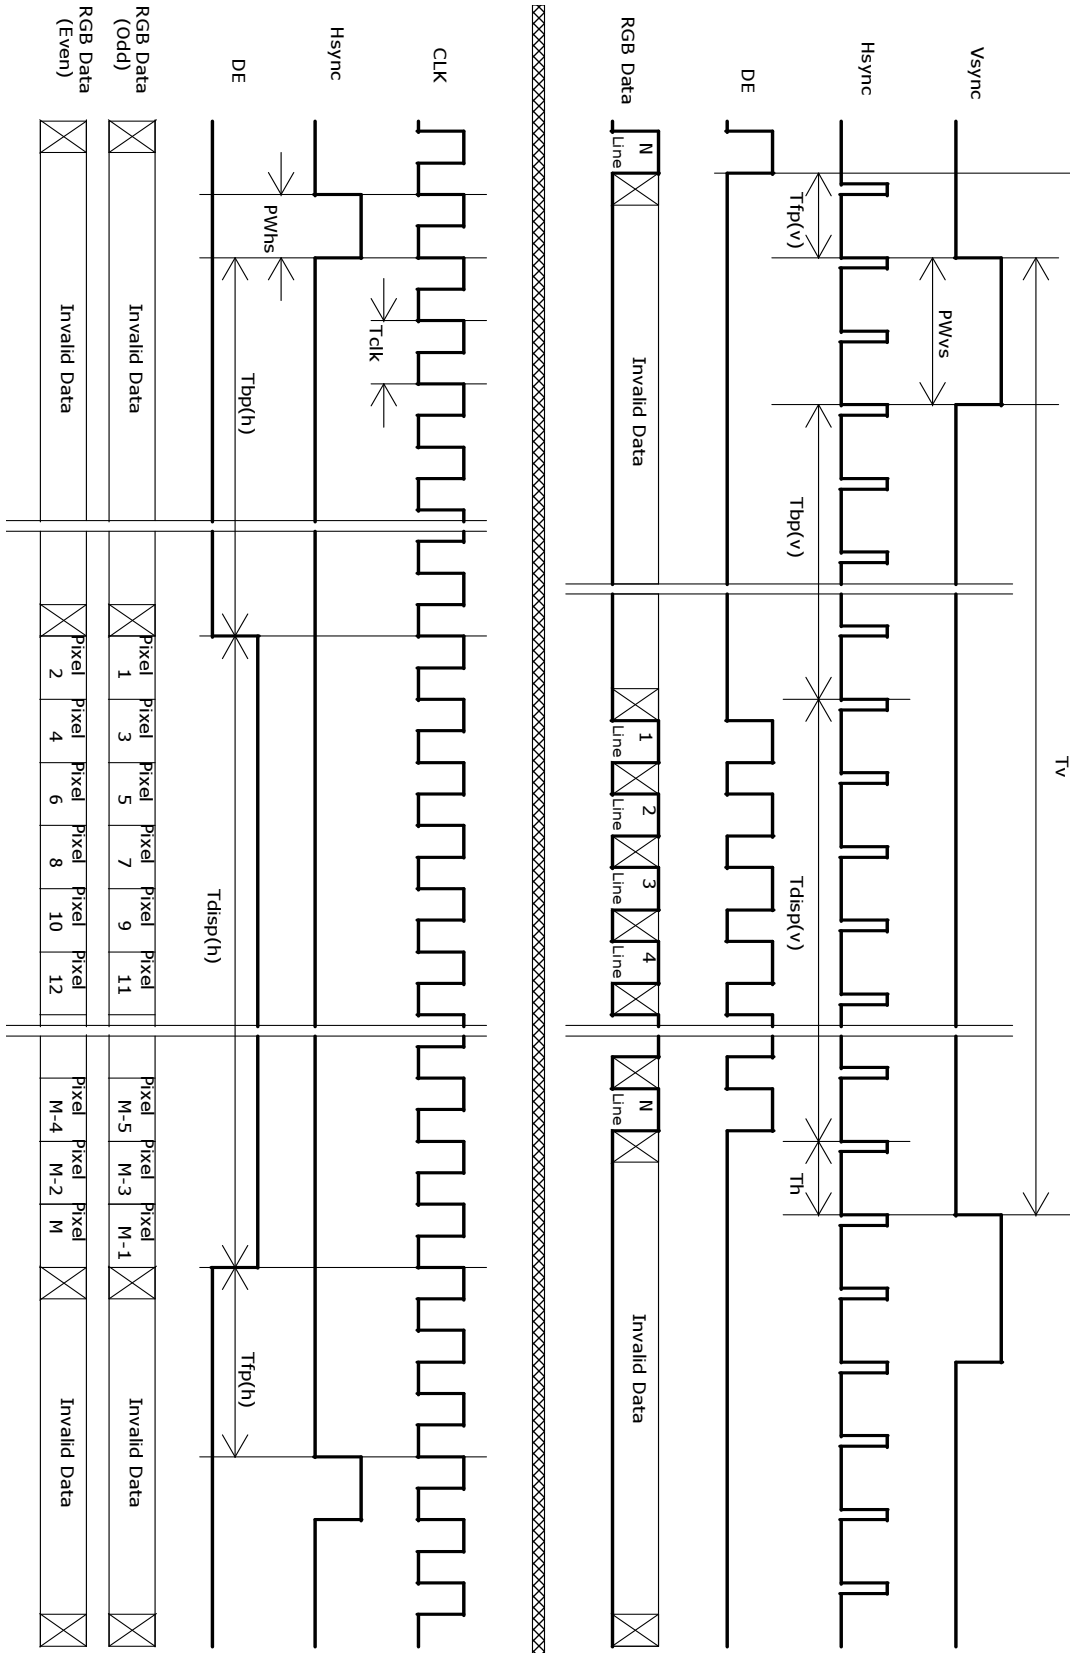 Tv
Vsync
PWvs
Hsync
Tfp(v) Tbp(v) Tdisp(v) Th
DE
N 1 2 3 4 N
RGB Data Invalid Data Invalid Data
Line Line Line Line Line Line
CLK
Tclk
Hsync
PWhs
Tbp(h) Tfp(h)
DE
Tdisp(h)
RGB Data
(Odd)
Pixel Pixel Pixel Pixel Pixel Pixel Pixel Pixel Pixel
Invalid Data 1 3 5 7 9 11 M-5 M-3 M-1 Invalid Data
RGB Data
(Even)
Pixel Pixel Pixel Pixel Pixel Pixel Pixel Pixel Pixel
Invalid Data 2 4 6 8 10 12 M-4 M-2 M Invalid Data